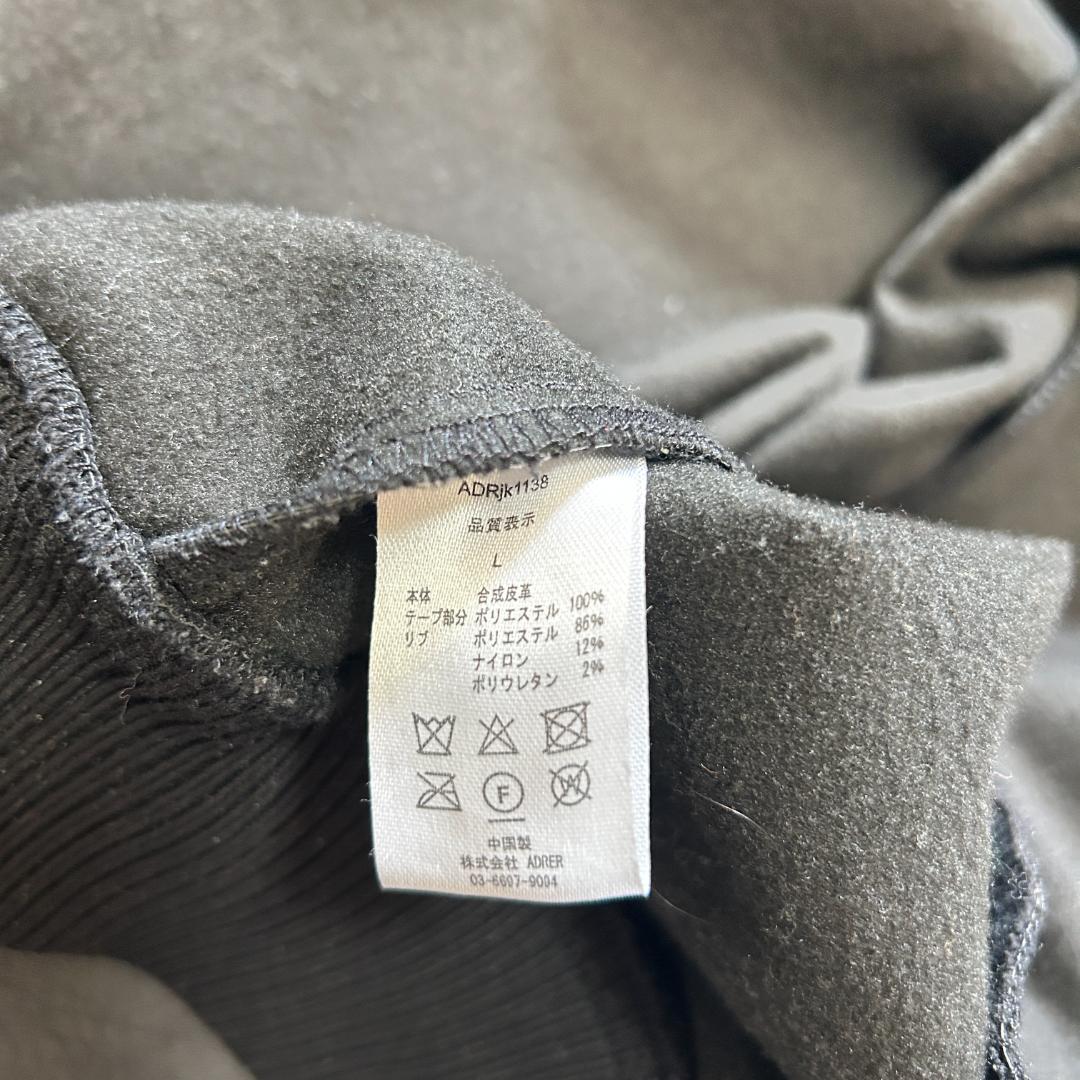 ADRjk1138
品質表示
L
本体 合成皮革
テープ部分 ポリエステル 100%
リブ ポリエステル 86%
ナイロン 12%
ポリウレタン 2%
F
W
中国製
株式会社 ADRER
03-6697-9004